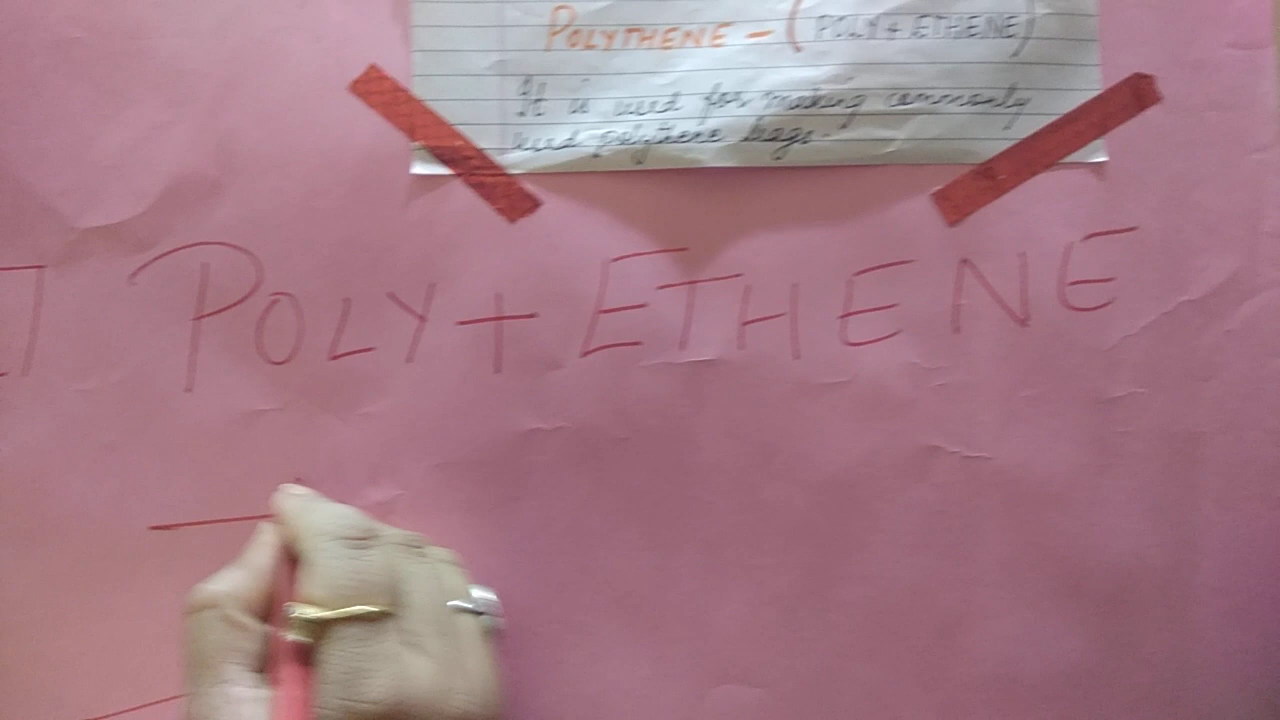 POLYTHENE - (POLY + ETHENE)
It is used for making commonly
used polythene bags.
POLY + ETHENE